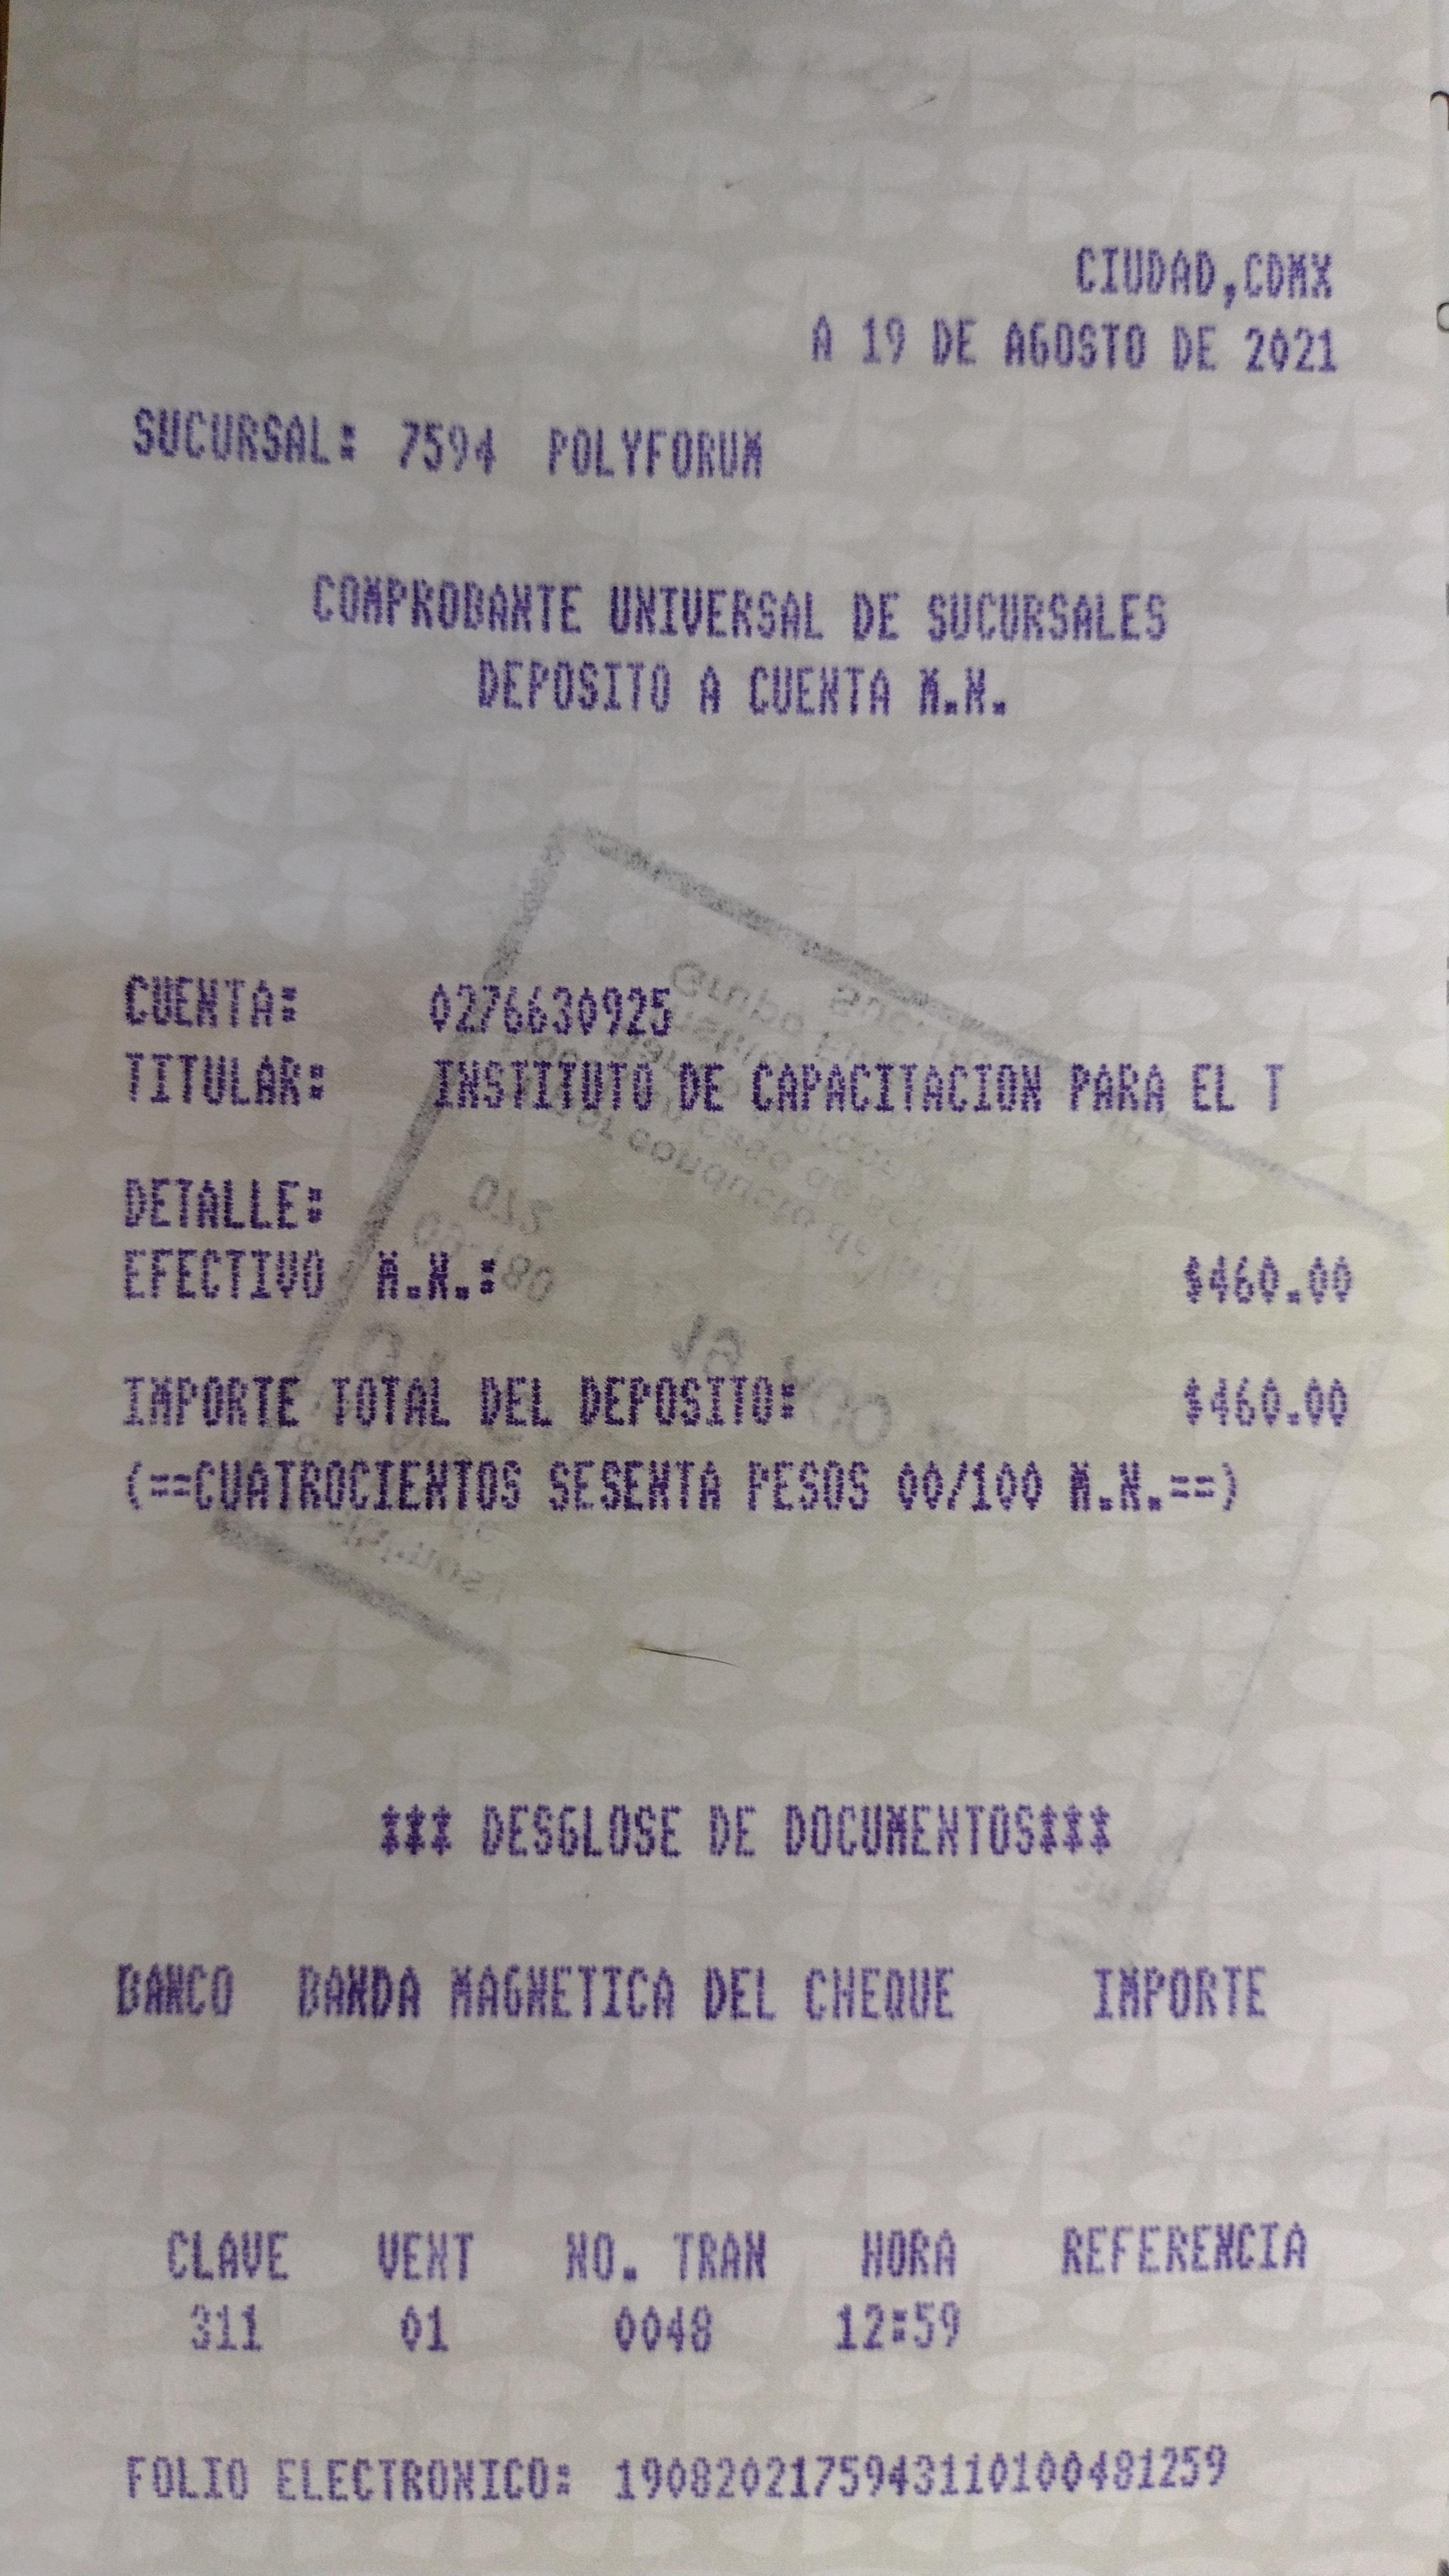 CIUDAD,CDMX
A 19 DE AGOSTO DE 2021
SUCURSAL: 7594 POLYFORUM
COMPROBANTE UNIVERSAL DE SUCURSALES
DEPOSITO A CUENTA M.N.
CUENTA: 0276630925
TITULAR: INSTITUTO DE CAPACITACION PARA EL T
DETALLE:
EFECTIVO M.N.: $460.00
IMPORTE TOTAL DEL DEPOSITO: $460.00
(==CUATROCIENTOS SESENTA PESOS 00/100 M.N.==)
*** DESGLOSE DE DOCUMENTOS***
BANCO BANDA MAGNETICA DEL CHEQUE IMPORTE
CLAVE VENT NO. TRAN HORA REFERENCIA
311 01 0048 12:59
FOLIO ELECTRONICO: 1908202175943110100481259